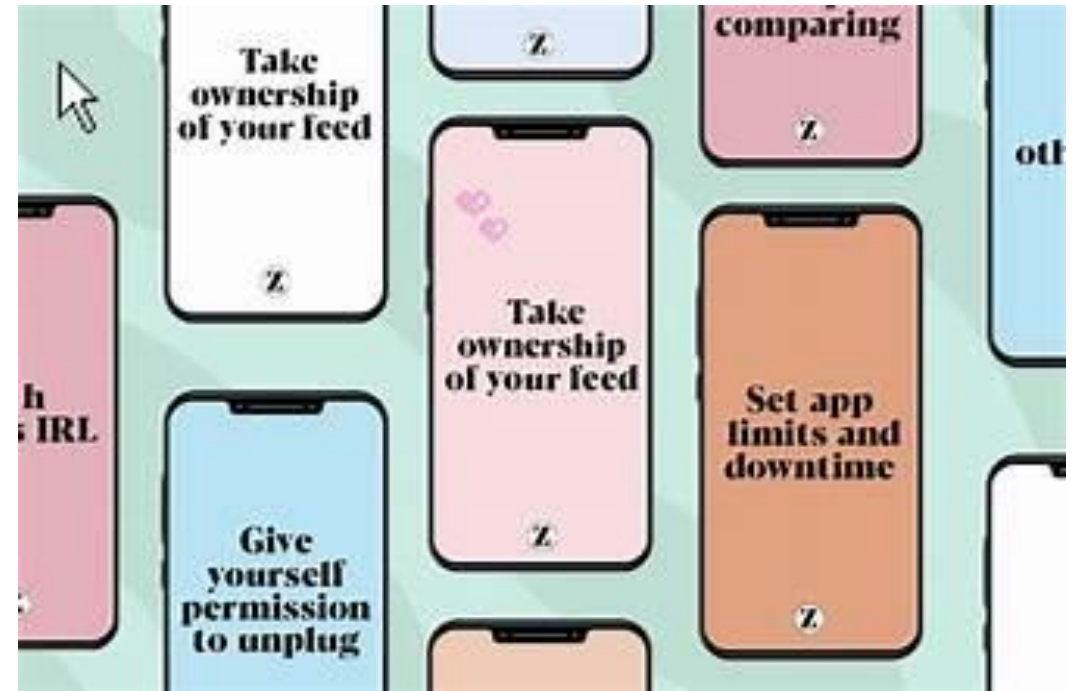 Take
ownership
of your feed
Z
Z
comparing
Z
oth
h
s IRL
Take
ownership
of your feed
Z
Set app
limits and
downtime
Z
Give
yourself
permission
to unplug